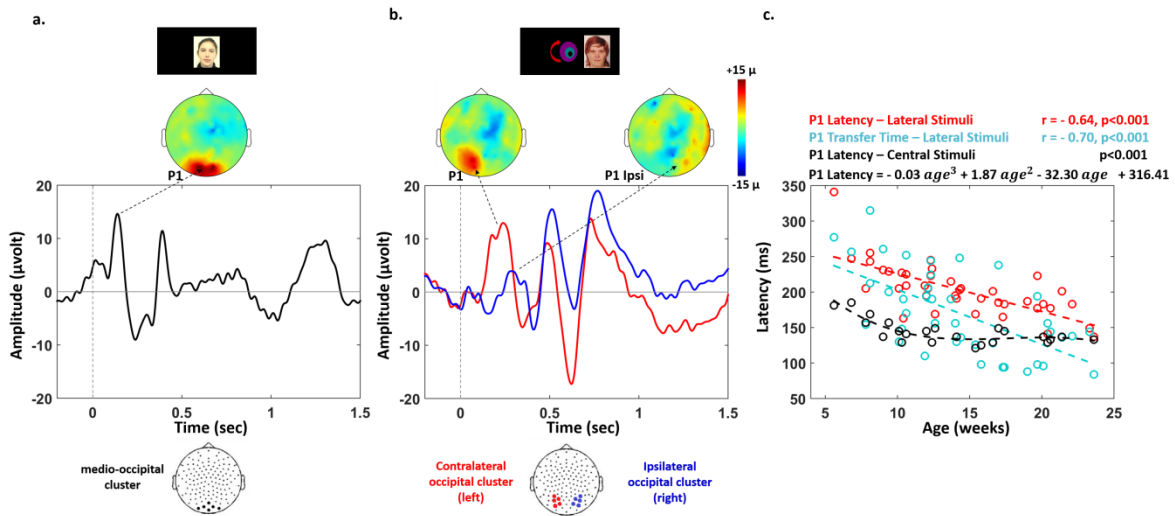 a.
P1
20
10
0
-10
-20
Amplitude (μvolt)
0
0.5
1
1.5
Time (sec)
medio-occipital
cluster
b.
+15 μ
-15 μ
P1
P1 Ipsi
20
10
0
-10
-20
Amplitude (μvolt)
0
0.5
1
1.5
Time (sec)
Contralateral
occipital cluster
(left)
Ipsilateral
occipital cluster
(right)
c.
P1 Latency – Lateral Stimuli r = - 0.64, p<0.001
P1 Transfer Time – Lateral Stimuli r = - 0.70, p<0.001
P1 Latency – Central Stimuli p<0.001
P1 Latency = - 0.03 age³ + 1.87 age² - 32.30 age + 316.41
350
300
250
200
150
100
50
Latency (ms)
5
10
15
20
25
Age (weeks)